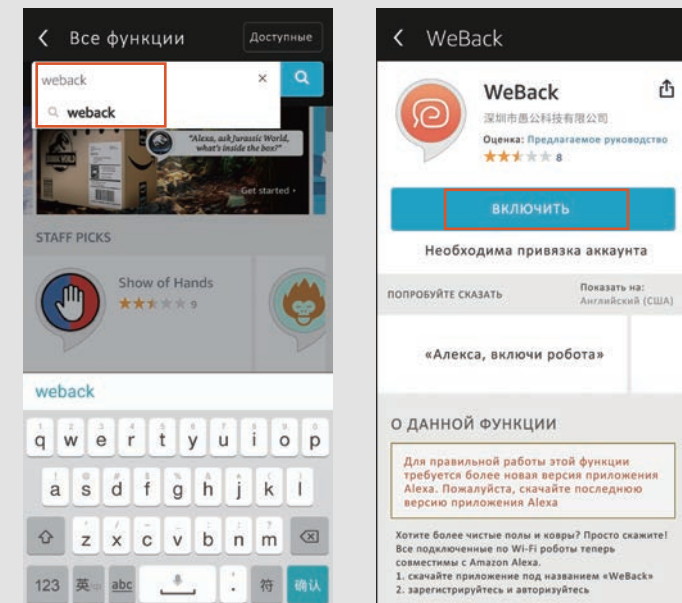 Все функции
Доступные
weback
weback
"Alexa, ask Jurassic World,
what's inside the box?"
Get started
STAFF PICKS
Show of Hands
9
weback
q w e r t y u i o p
a s d f g h j k l
z x c v b n m
123 英 abc 符 确认
WeBack
WeBack
深圳市愚公科技有限公司
Оценка: Предлагаемое руководство
8
ВКЛЮЧИТЬ
Необходима привязка аккаунта
ПОПРОБУЙТЕ СКАЗАТЬ
Показать на:
Английский (США)
«Алекса, включи робота»
О ДАННОЙ ФУНКЦИИ
Для правильной работы этой функции
требуется более новая версия приложения
Alexa. Пожалуйста, скачайте последнюю
версию приложения Alexa
Хотите более чистые полы и ковры? Просто скажите!
Все подключенные по Wi-Fi роботы теперь
совместимы с Amazon Alexa.
1. скачайте приложение под названием «WeBack»
2. зарегистрируйтесь и авторизуйтесь